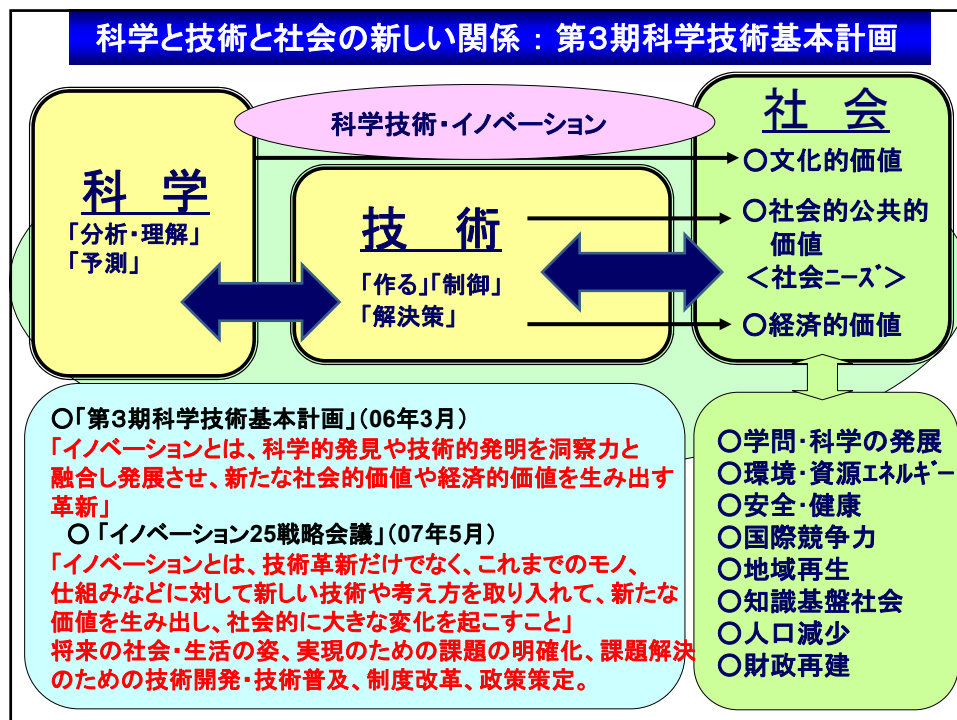 科学と技術と社会の新しい関係：第３期科学技術基本計画
科学技術・イノベーション
科　学
「分析・理解」
「予測」
技　術
「作る」「制御」
「解決策」
社　会
○文化的価値
○社会的公共的
価値
＜社会ﾆｰｽﾞ＞
○経済的価値
○「第３期科学技術基本計画」（06年3月）
「イノベーションとは、科学的発見や技術的発明を洞察力と
融合し発展させ、新たな社会的価値や経済的価値を生み出す
革新」
○「イノベーション25戦略会議」（07年5月）
「イノベーションとは、技術革新だけでなく、これまでのモノ、
仕組みなどに対して新しい技術や考え方を取り入れて、新たな
価値を生み出し、社会的に大きな変化を起こすこと」
将来の社会・生活の姿、実現のための課題の明確化、課題解決
のための技術開発・技術普及、制度改革、政策策定。
○学問・科学の発展
○環境・資源ｴﾈﾙｷﾞｰ
○安全・健康
○国際競争力
○地域再生
○知識基盤社会
○人口減少
○財政再建